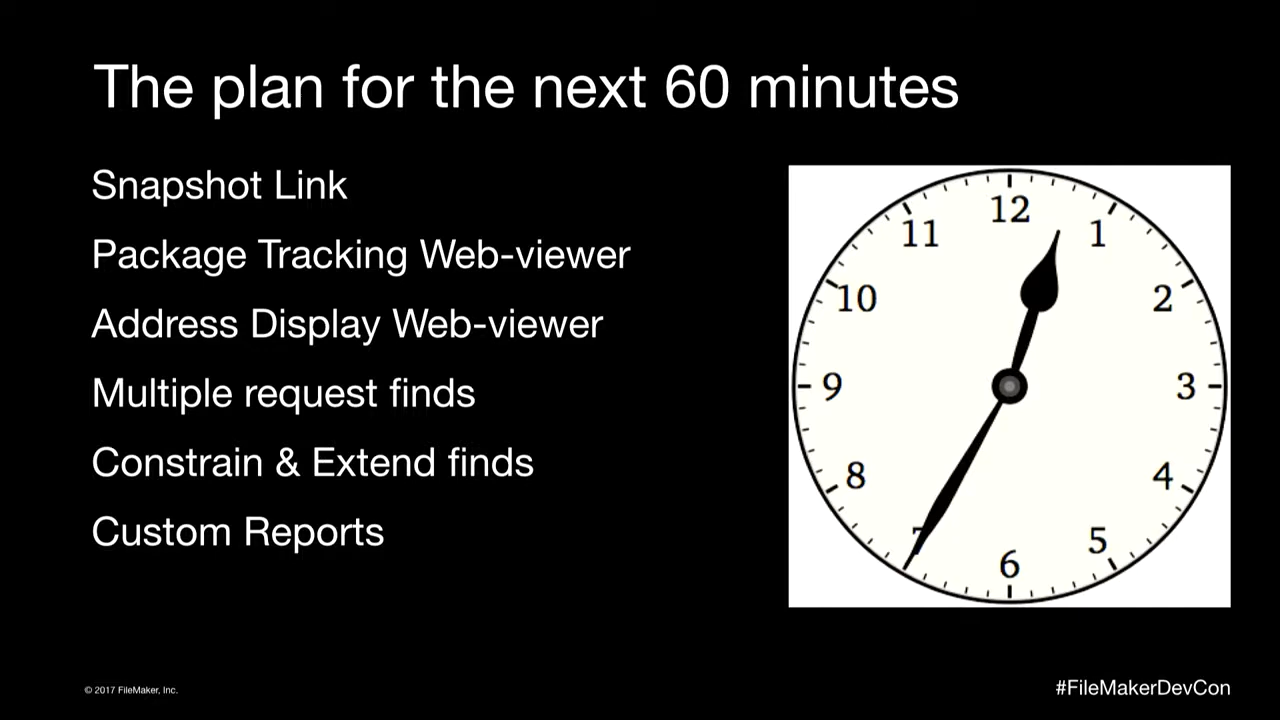 The plan for the next 60 minutes
Snapshot Link
Package Tracking Web-viewer
Address Display Web-viewer
Multiple request finds
Constrain & Extend finds
Custom Reports
12
11
1
10
2
9
3
8
4
7
5
6
© 2017 FileMaker, Inc.
#FileMakerDevCon